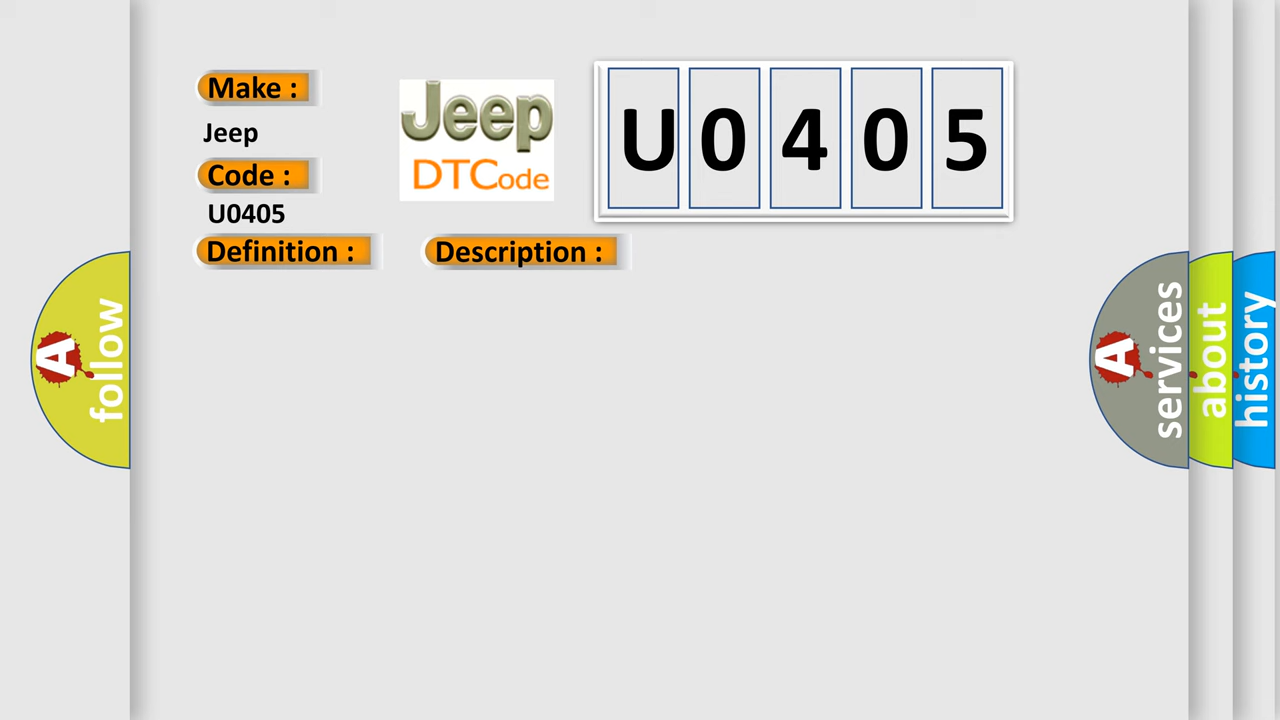 Make :
Jeep
Code :
U0405
Definition :
Description :
Jeep
DTCode
U0405
A
follow
A
services
about
history